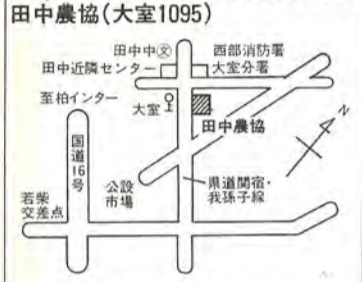 田中農協(大室1095)
田中中㊛
西部消防署
大室分署
田中近隣センター
至柏インター
大室
田中農協
国道16号
公設
市場
県道関宿・
我孫子線
若柴
交差点
N